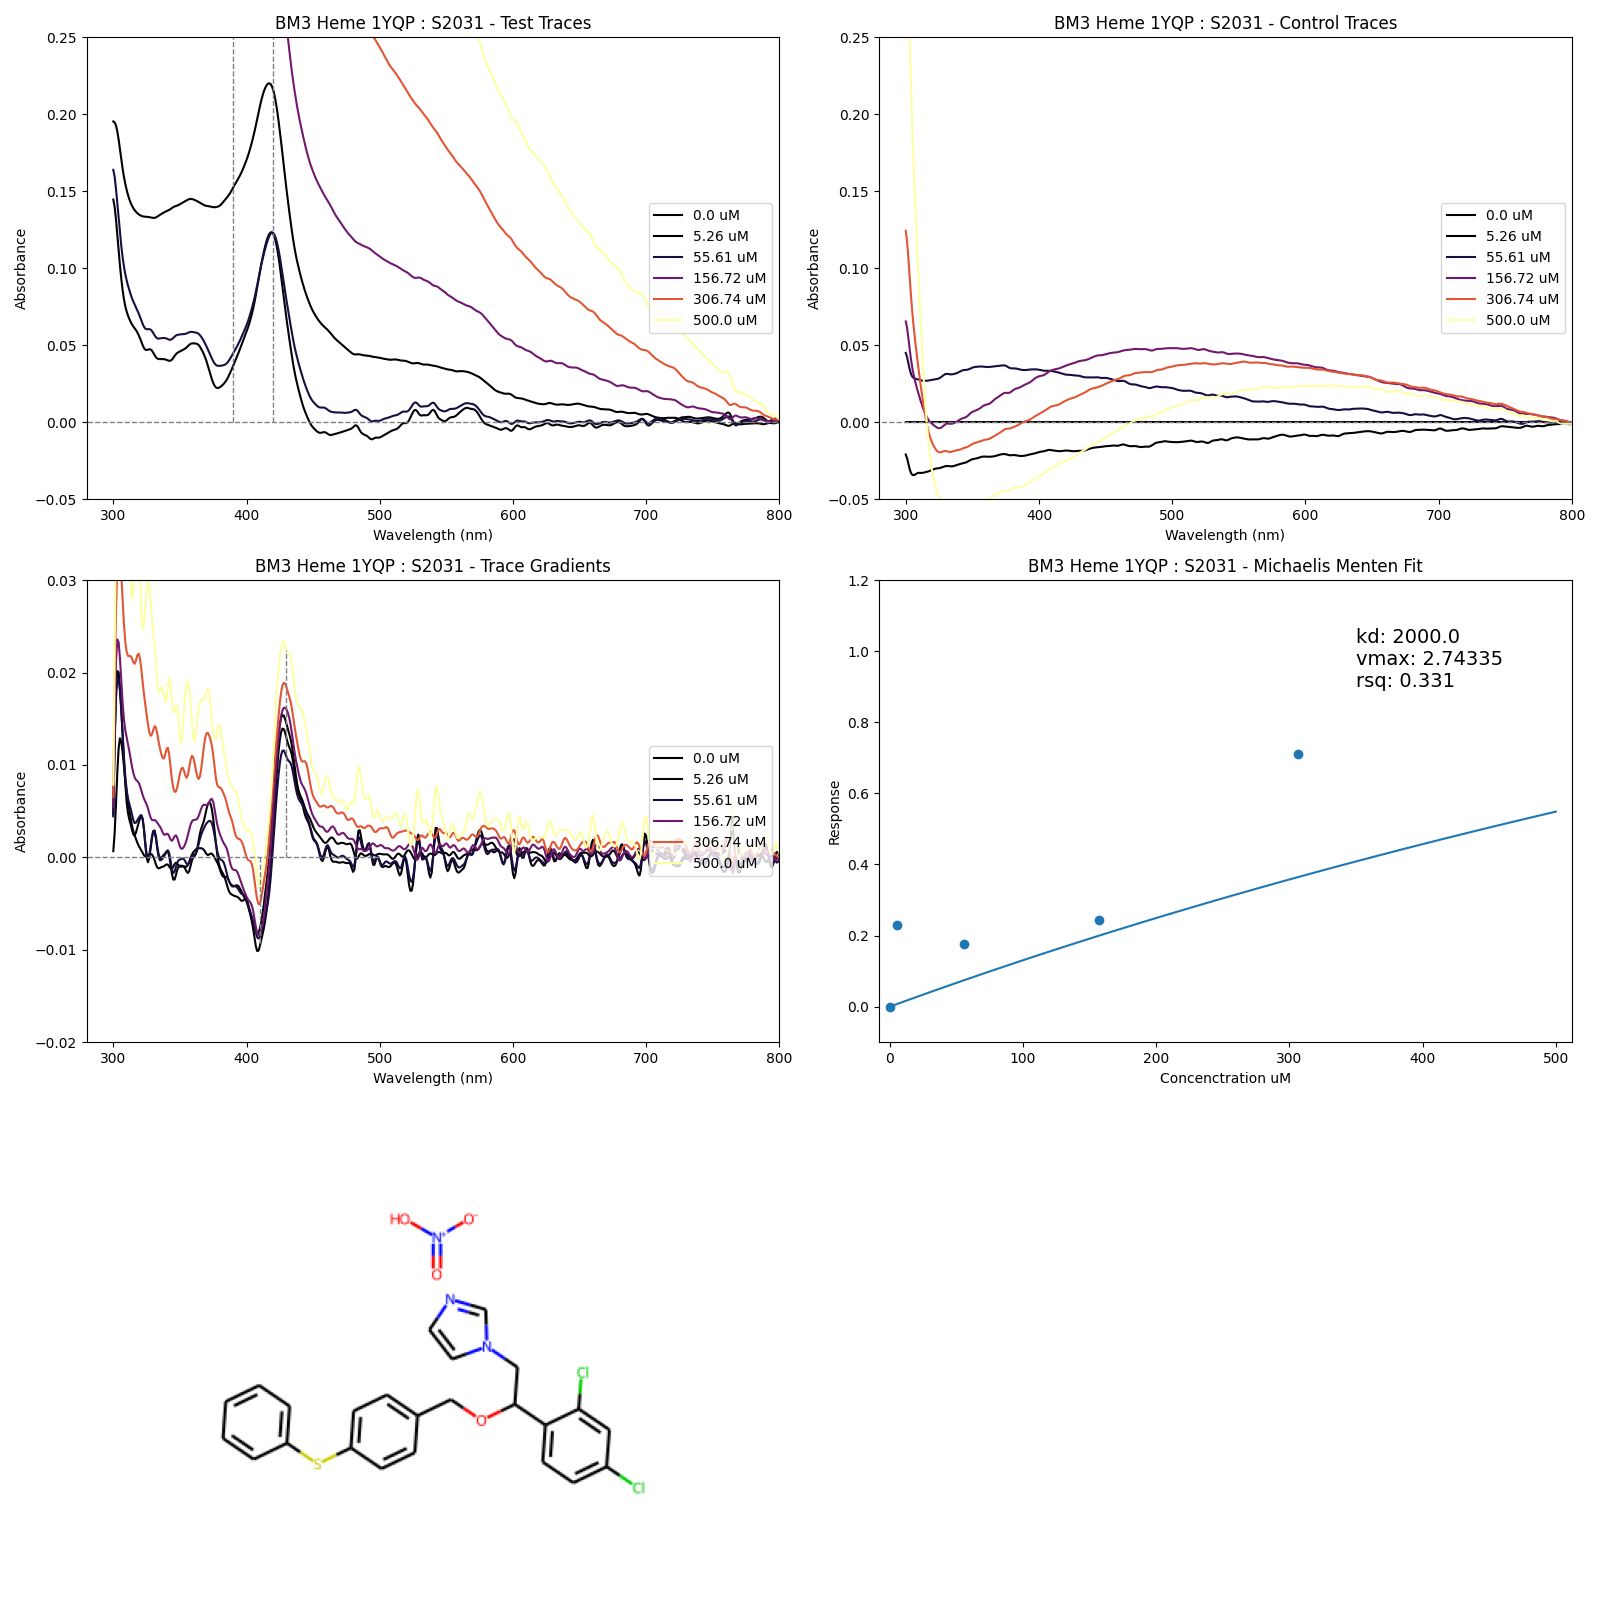 BM3 Heme 1YQP : S2031 - Test Traces
Absorbance
0.25
0.20
0.15
0.10
0.05
0.00
−0.05
300 400 500 600 700 800
Wavelength (nm)
0.0 uM
5.26 uM
55.61 uM
156.72 uM
306.74 uM
500.0 uM
BM3 Heme 1YQP : S2031 - Control Traces
Absorbance
0.25
0.20
0.15
0.10
0.05
0.00
−0.05
300 400 500 600 700 800
Wavelength (nm)
0.0 uM
5.26 uM
55.61 uM
156.72 uM
306.74 uM
500.0 uM
BM3 Heme 1YQP : S2031 - Trace Gradients
Absorbance
0.03
0.02
0.01
0.00
−0.01
−0.02
300 400 500 600 700 800
Wavelength (nm)
0.0 uM
5.26 uM
55.61 uM
156.72 uM
306.74 uM
500.0 uM
BM3 Heme 1YQP : S2031 - Michaelis Menten Fit
Response
1.2
1.0
0.8
0.6
0.4
0.2
0.0
0 100 200 300 400 500
Concenctration uM
kd: 2000.0
vmax: 2.74335
rsq: 0.331
HO O-
N+
O
N
N
Cl
O
S
Cl